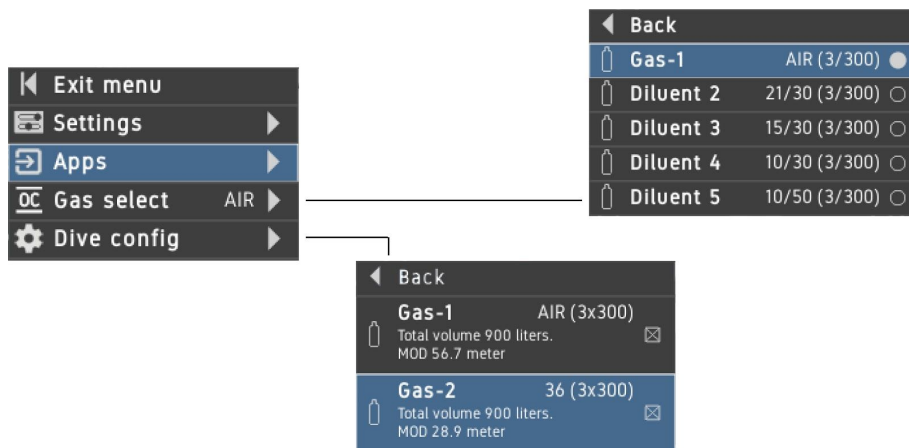 Exit menu
Settings
Apps
OC Gas select AIR
Dive config
Back
Gas-1 AIR (3/300)
Diluent 2 21/30 (3/300)
Diluent 3 15/30 (3/300)
Diluent 4 10/30 (3/300)
Diluent 5 10/50 (3/300)
Back
Gas-1 AIR (3x300)
Total volume 900 liters.
MOD 56.7 meter
Gas-2 36 (3x300)
Total volume 900 liters.
MOD 28.9 meter